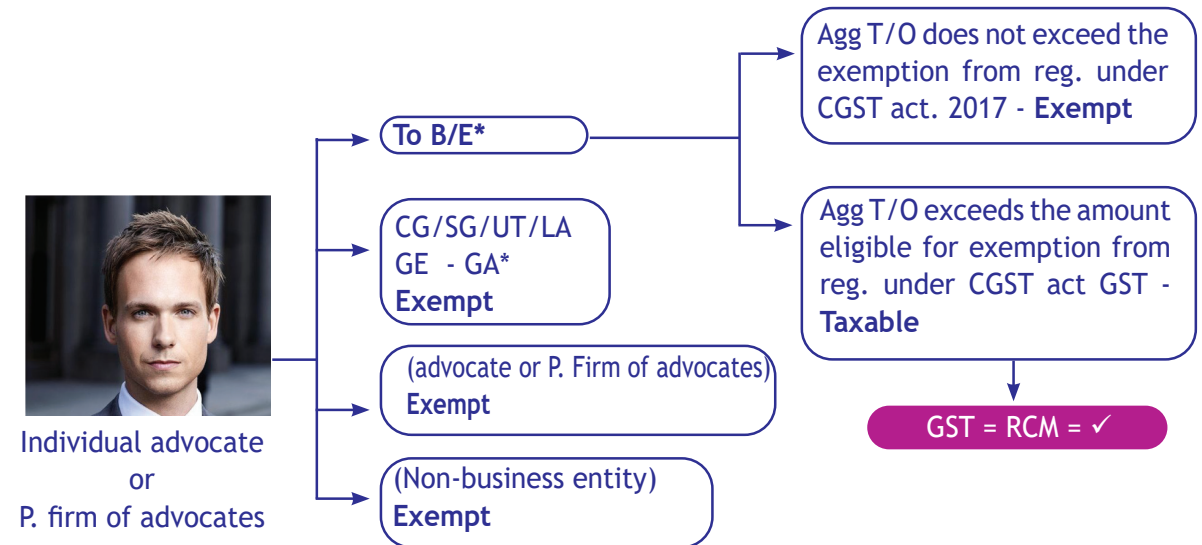 Individual advocate
or
P. firm of advocates
To B/E*
CG/SG/UT/LA
GE - GA*
Exempt
(advocate or P. Firm of advocates)
Exempt
(Non-business entity)
Exempt
Agg T/O does not exceed the
exemption from reg. under
CGST act. 2017 - Exempt
Agg T/O exceeds the amount
eligible for exemption from
reg. under CGST act GST -
Taxable
GST = RCM = ✓